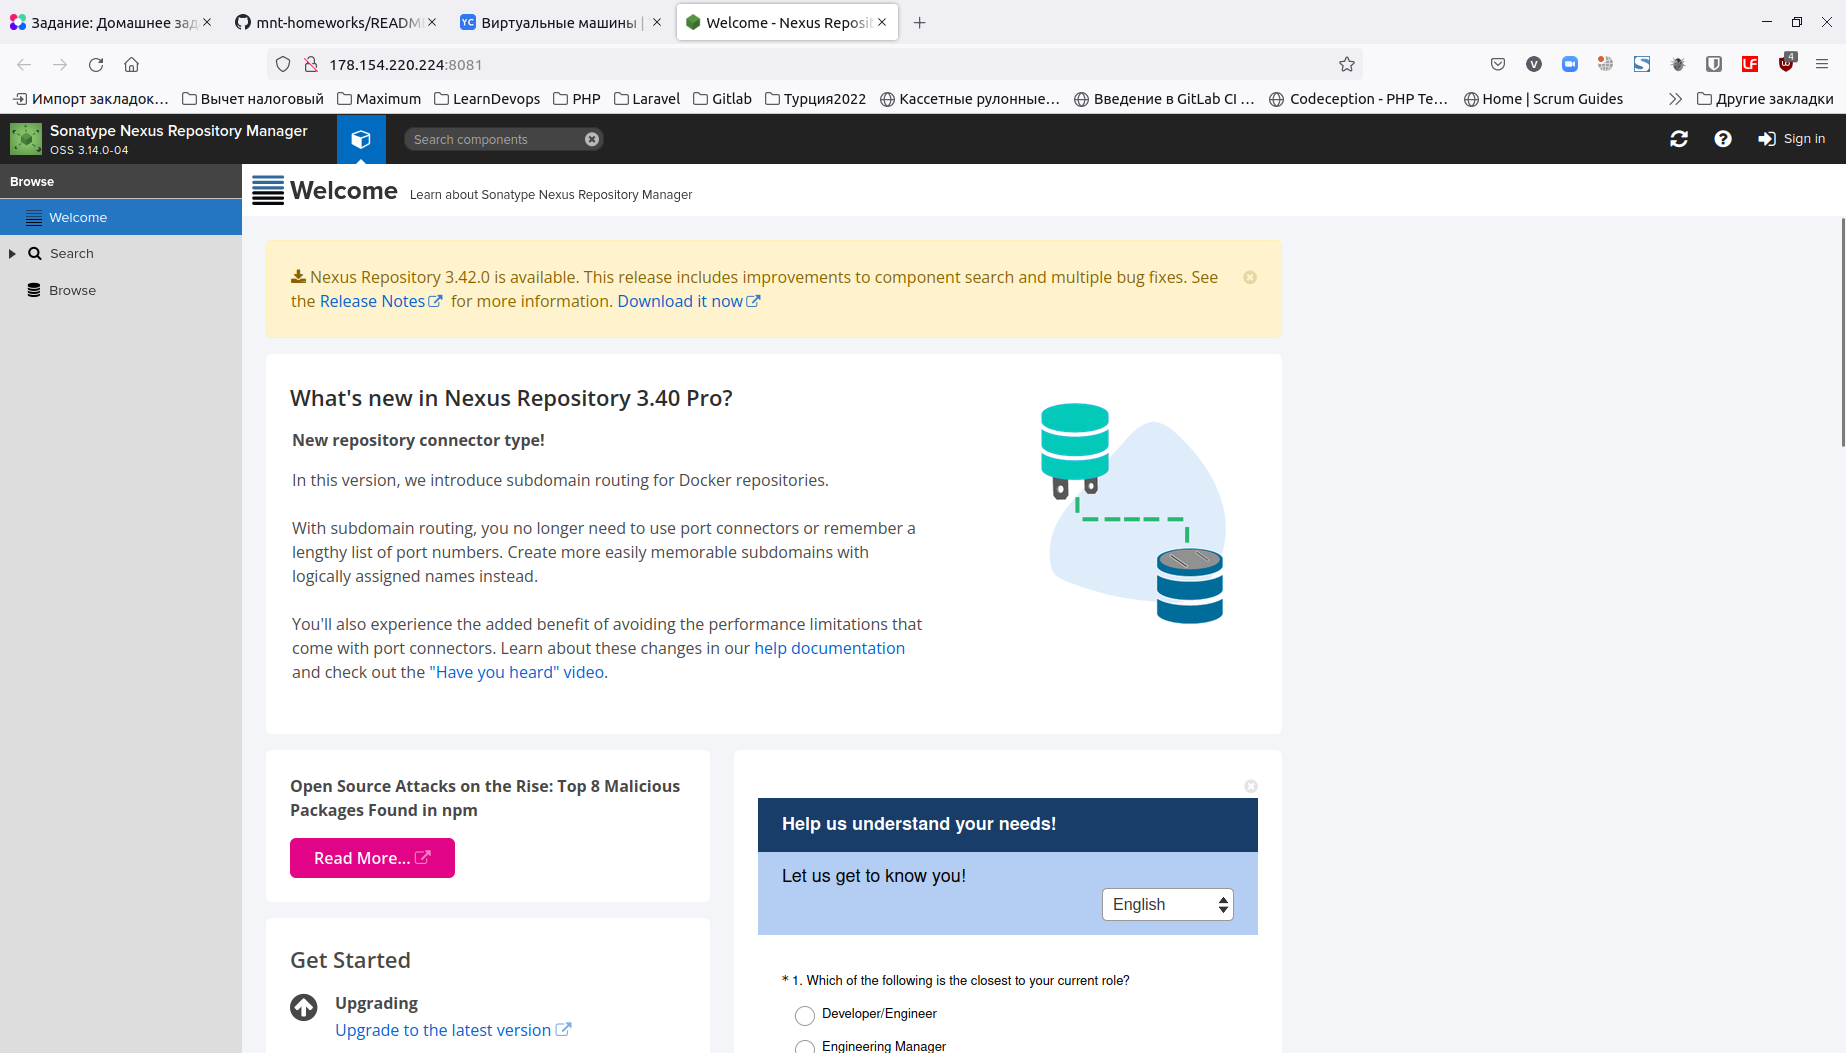 Задание: Домашнее зад
mnt-homeworks/README
Виртуальные машины |
Welcome - Nexus Reposit
178.154.220.224:8081
Импорт закладок…
Вычет налоговый
Maximum
LearnDevops
PHP
Laravel
Gitlab
Турция2022
Кассетные рулонные…
Введение в GitLab CI …
Codeception - PHP Te…
Home | Scrum Guides
Другие закладки
Sonatype Nexus Repository Manager
OSS 3.14.0-04
Search components
Sign in
Browse
Welcome
Search
Browse
Welcome
Learn about Sonatype Nexus Repository Manager
Nexus Repository 3.42.0 is available. This release includes improvements to component search and multiple bug fixes. See
the Release Notes for more information. Download it now
What's new in Nexus Repository 3.40 Pro?
New repository connector type!
In this version, we introduce subdomain routing for Docker repositories.
With subdomain routing, you no longer need to use port connectors or remember a
lengthy list of port numbers. Create more easily memorable subdomains with
logically assigned names instead.
You'll also experience the added benefit of avoiding the performance limitations that
come with port connectors. Learn about these changes in our help documentation
and check out the "Have you heard" video.
Open Source Attacks on the Rise: Top 8 Malicious
Packages Found in npm
Read More...
Get Started
Upgrading
Upgrade to the latest version
Help us understand your needs!
Let us get to know you!
English
* 1. Which of the following is the closest to your current role?
Developer/Engineer
Engineering Manager